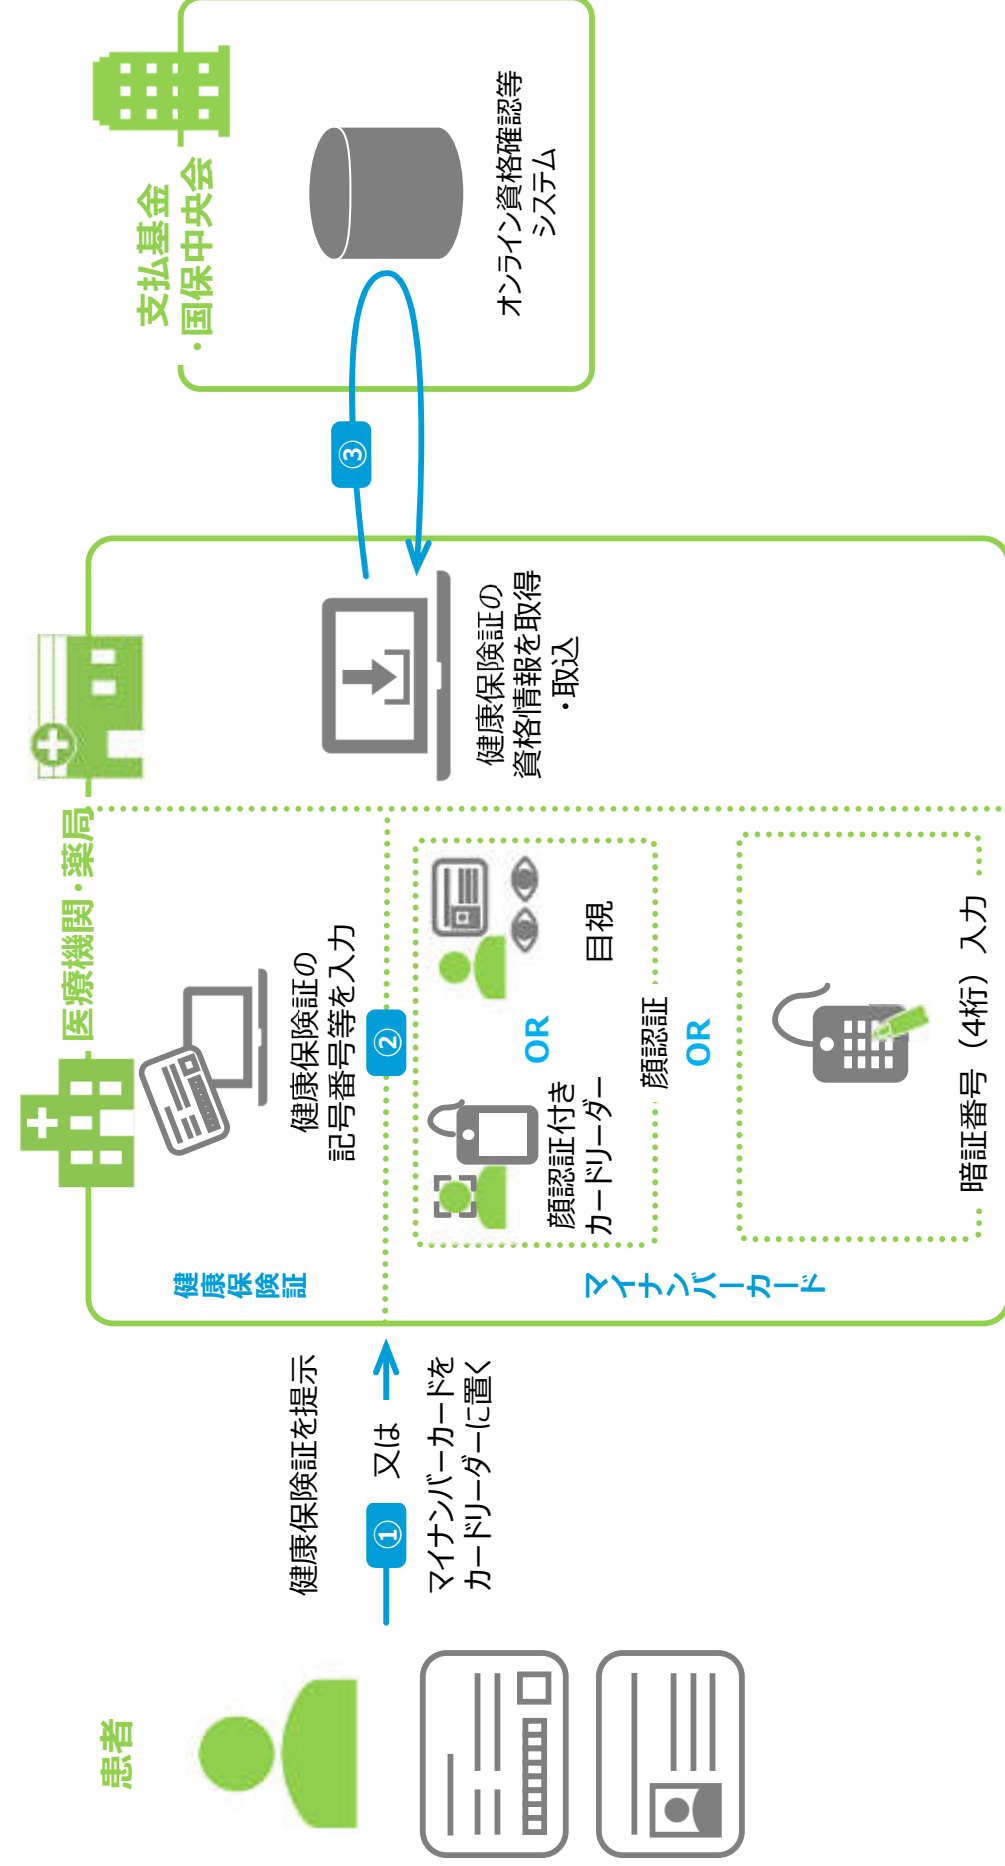 患者
健康保険証を提示
①
又は
マイナンバーカードを
カードリーダーに置く
医療機関・薬局
健康
保険証
健康保険証の
記号番号等を入力
②
マイナンバーカード
顔認証付き
カードリーダー
OR
目視
顔認証
OR
暗証番号（4桁）入力
健康保険証の
資格情報を取得
・取込
③
支払基金
・国保中央会
オンライン資格確認等
システム